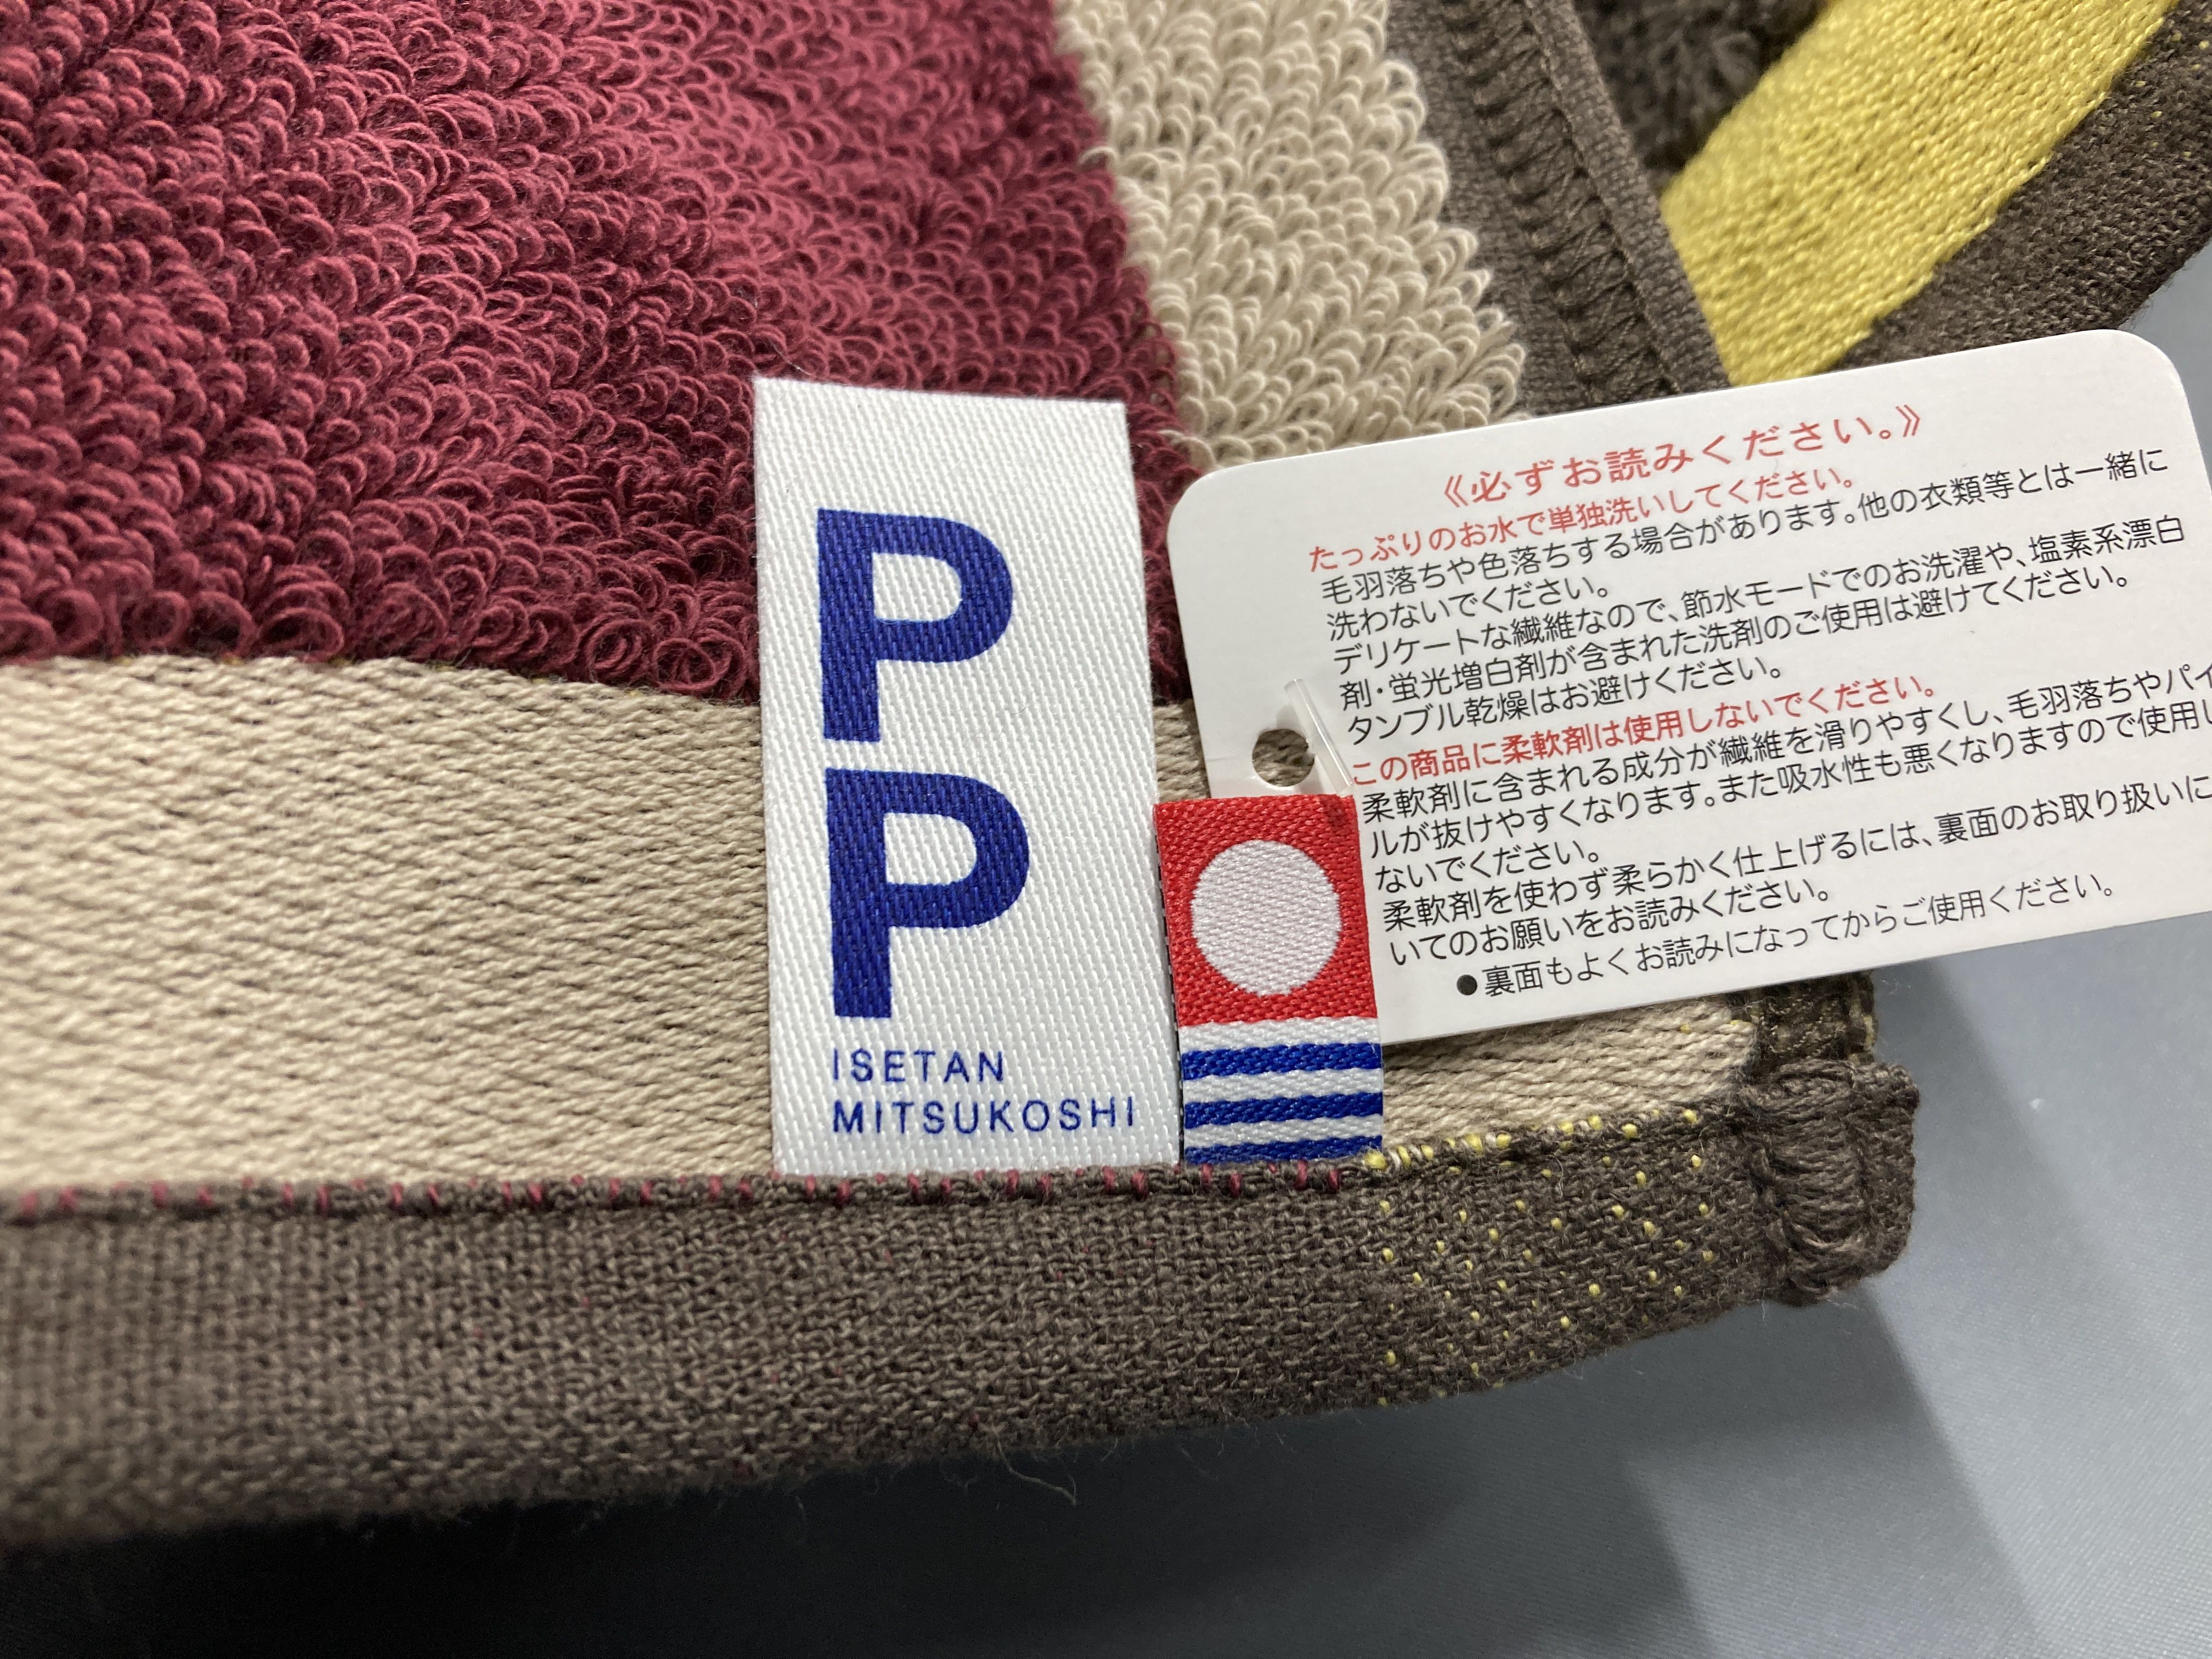 P
P
ISETAN
MITSUKOSHI
《必ずお読みください。》
たっぷりのお水で単独洗いしてください。
毛羽落ちや色落ちする場合があります。他の衣類等とは一緒に
洗わないでください。
デリケートな繊維なので、節水モードでのお洗濯や、塩素系漂白
剤・蛍光増白剤が含まれた洗剤のご使用は避けてください。
タンブル乾燥はお避けください。
この商品に柔軟剤は使用しないでください。
柔軟剤に含まれる成分が繊維を滑りやすくし、毛羽落ちやパイ
ルが抜けやすくなります。また吸水性も悪くなりますので使用し
ないでください。
柔軟剤を使わず柔らかく仕上げるには、裏面のお取り扱いに
いてのお願いをお読みください。
●裏面もよくお読みになってからご使用ください。